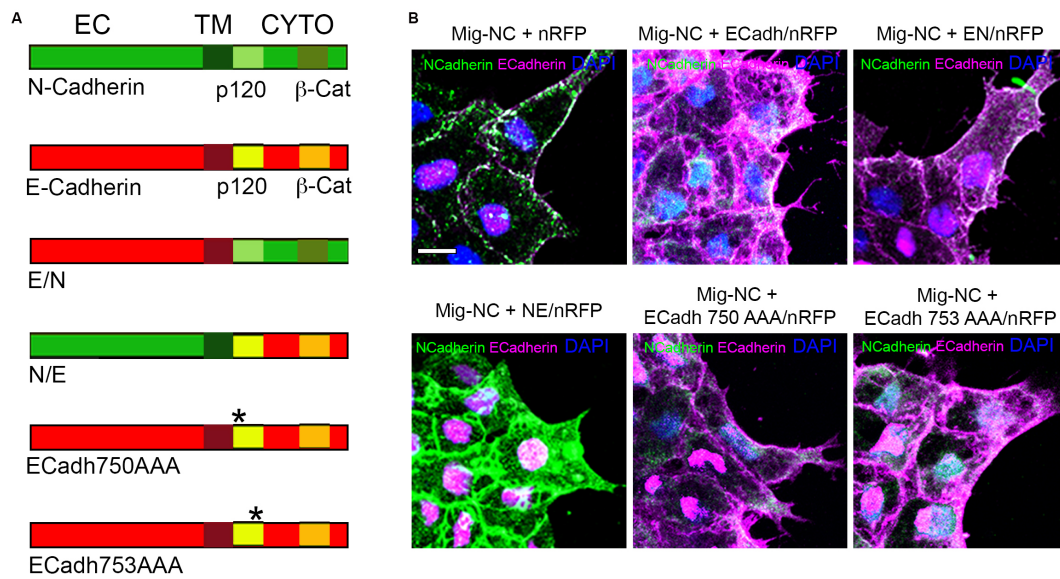 A
EC TM CYTO
N-Cadherin p120 β-Cat
E-Cadherin p120 β-Cat
E/N
N/E
*
ECadh750AAA
*
ECadh753AAA
B
Mig-NC + nRFP
NCadherin ECadherin DAPI
Mig-NC + ECadh/nRFP
NCadherin ECadherin DAPI
Mig-NC + EN/nRFP
NCadherin ECadherin DAPI
Mig-NC + NE/nRFP
NCadherin ECadherin DAPI
Mig-NC +
ECadh 750 AAA/nRFP
NCadherin ECadherin DAPI
Mig-NC +
ECadh 753 AAA/nRFP
NCadherin ECadherin DAPI